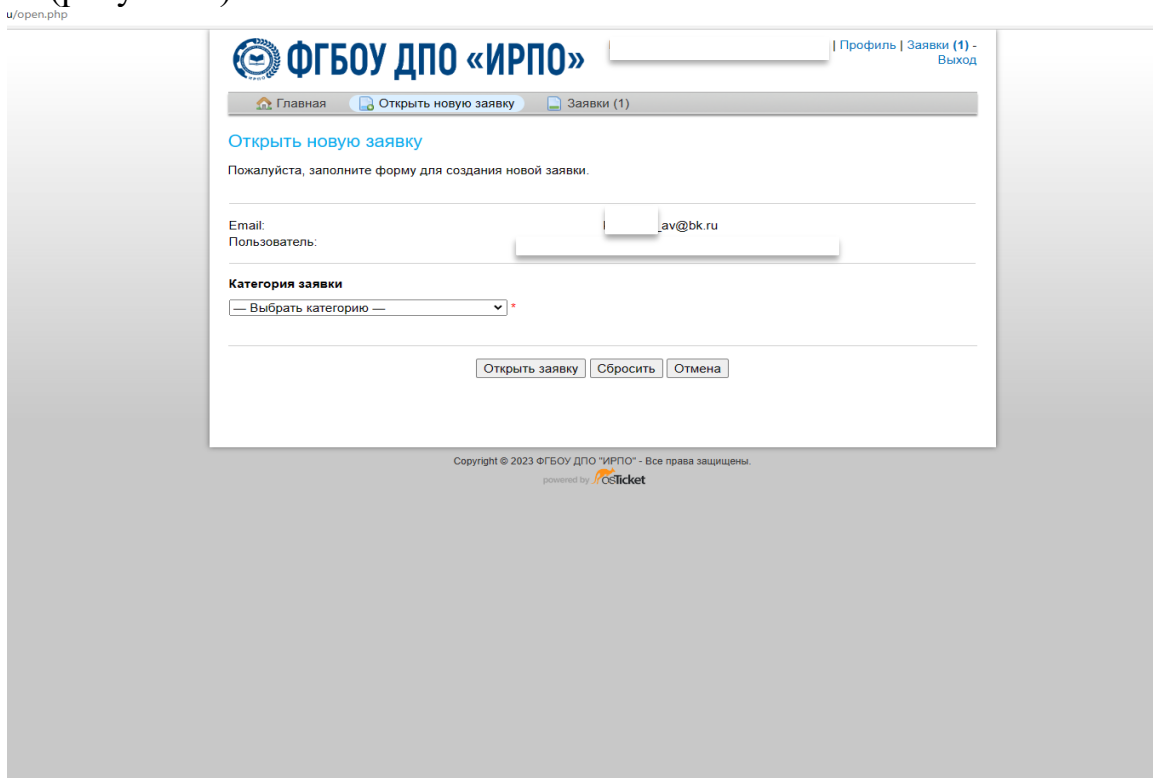 u/open.php
ФГБОУ ДПО «ИРПО»
| Профиль | Заявки (1) -
Выход
Главная Открыть новую заявку Заявки (1)
Открыть новую заявку
Пожалуйста, заполните форму для создания новой заявки.
Email: _av@bk.ru
Пользователь:
Категория заявки
— Выбрать категорию — *
Открыть заявку Сбросить Отмена
Copyright © 2023 ФГБОУ ДПО "ИРПО" - Все права защищены.
powered by osTicket